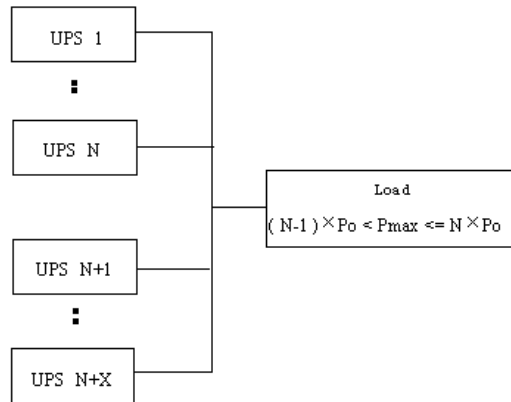 UPS 1
UPS N
UPS N+1
UPS N+X
Load
( N-1 ) ×Po < Pmax <= N ×Po